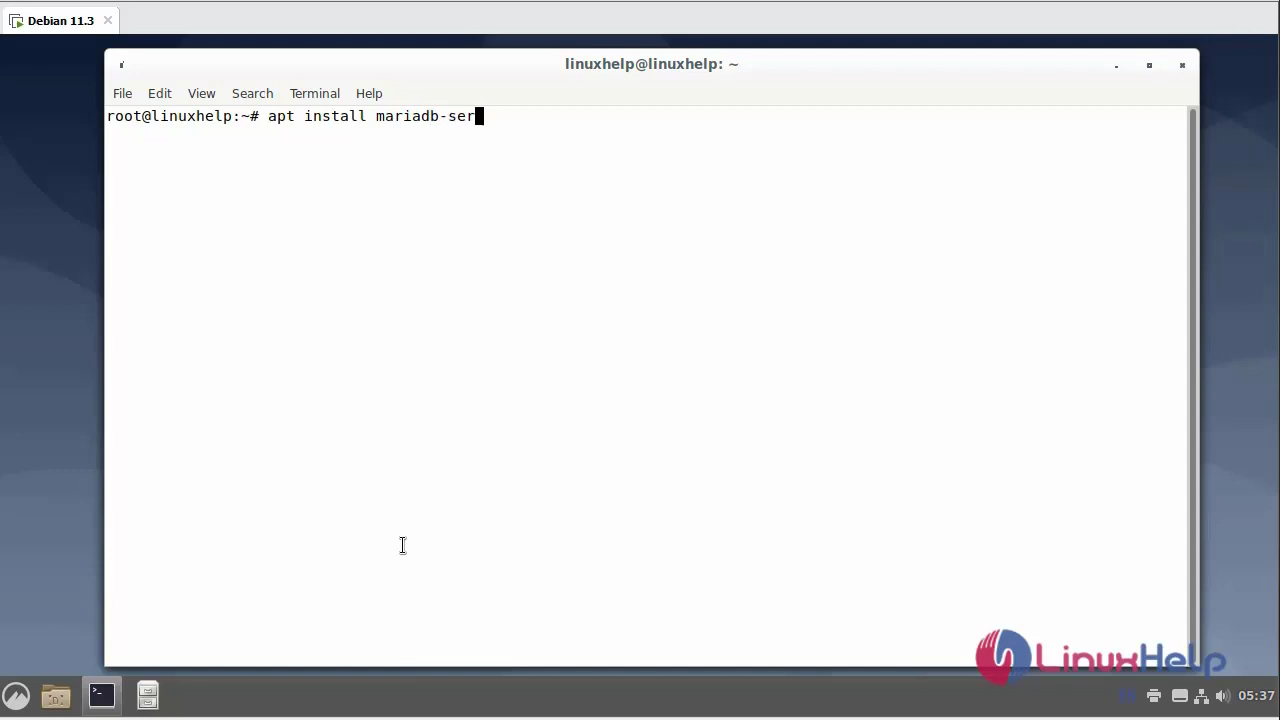 Debian 11.3
linuxhelp@linuxhelp: ~
File Edit View Search Terminal Help
root@linuxhelp:~# apt install mariadb-ser
LinuxHelp
05:37